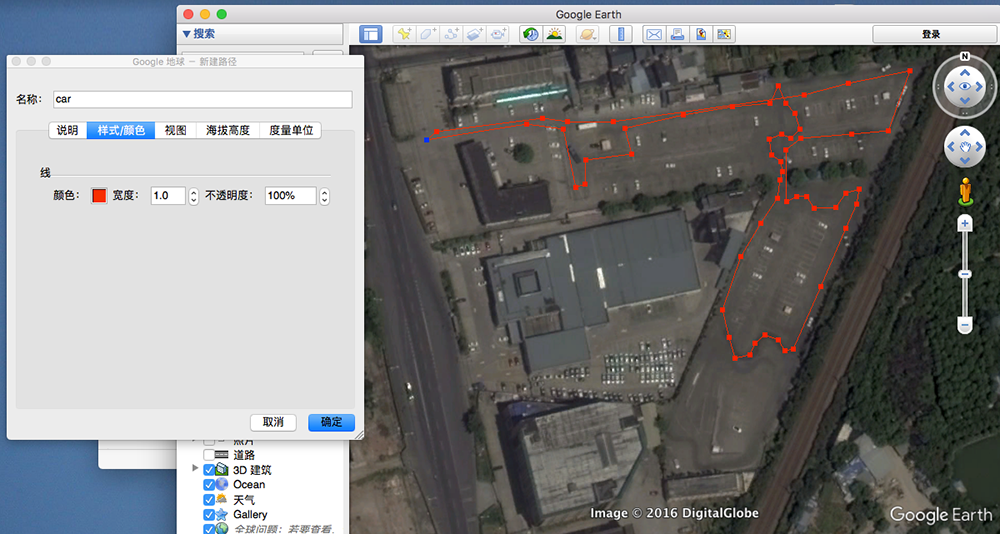 Google Earth
搜索
登录
Google 地球 — 新建路径
名称： car
说明 样式/颜色 视图 海拔高度 度量单位
线
颜色： 宽度： 1.0 不透明度： 100%
取消 确定
照片
道路
3D 建筑
Ocean
天气
Gallery
全球问题：若要查看，
N
Image © 2016 DigitalGlobe
Google Earth